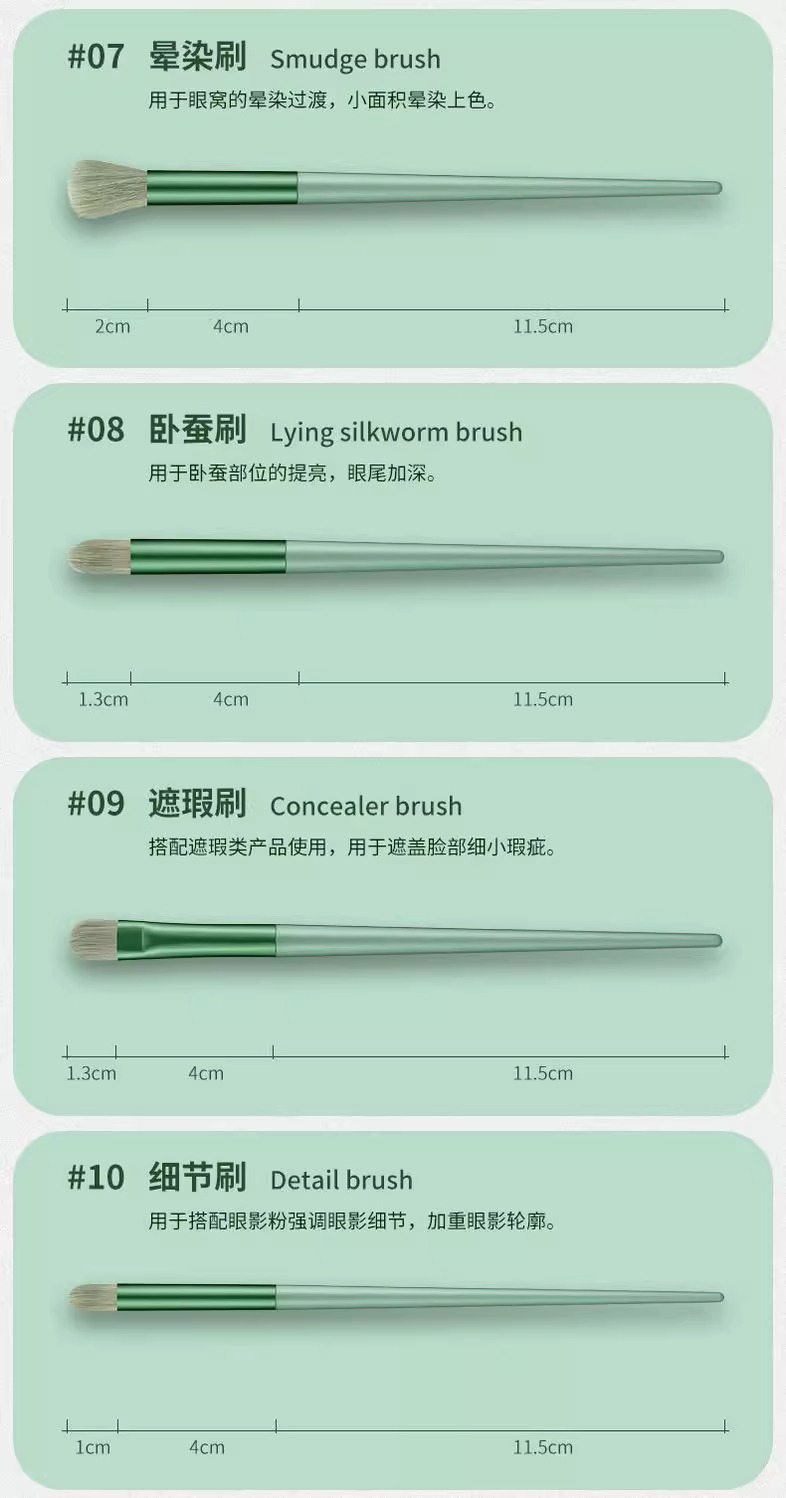 #07 晕染刷 Smudge brush
用于眼窝的晕染过渡，小面积晕染上色。
2cm 4cm 11.5cm
#08 卧蚕刷 Lying silkworm brush
用于卧蚕部位的提亮，眼尾加深。
1.3cm 4cm 11.5cm
#09 遮瑕刷 Concealer brush
搭配遮瑕类产品使用，用于遮盖脸部细小瑕疵。
1.3cm 4cm 11.5cm
#10 细节刷 Detail brush
用于搭配眼影粉强调眼影细节，加重眼影轮廓。
1cm 4cm 11.5cm